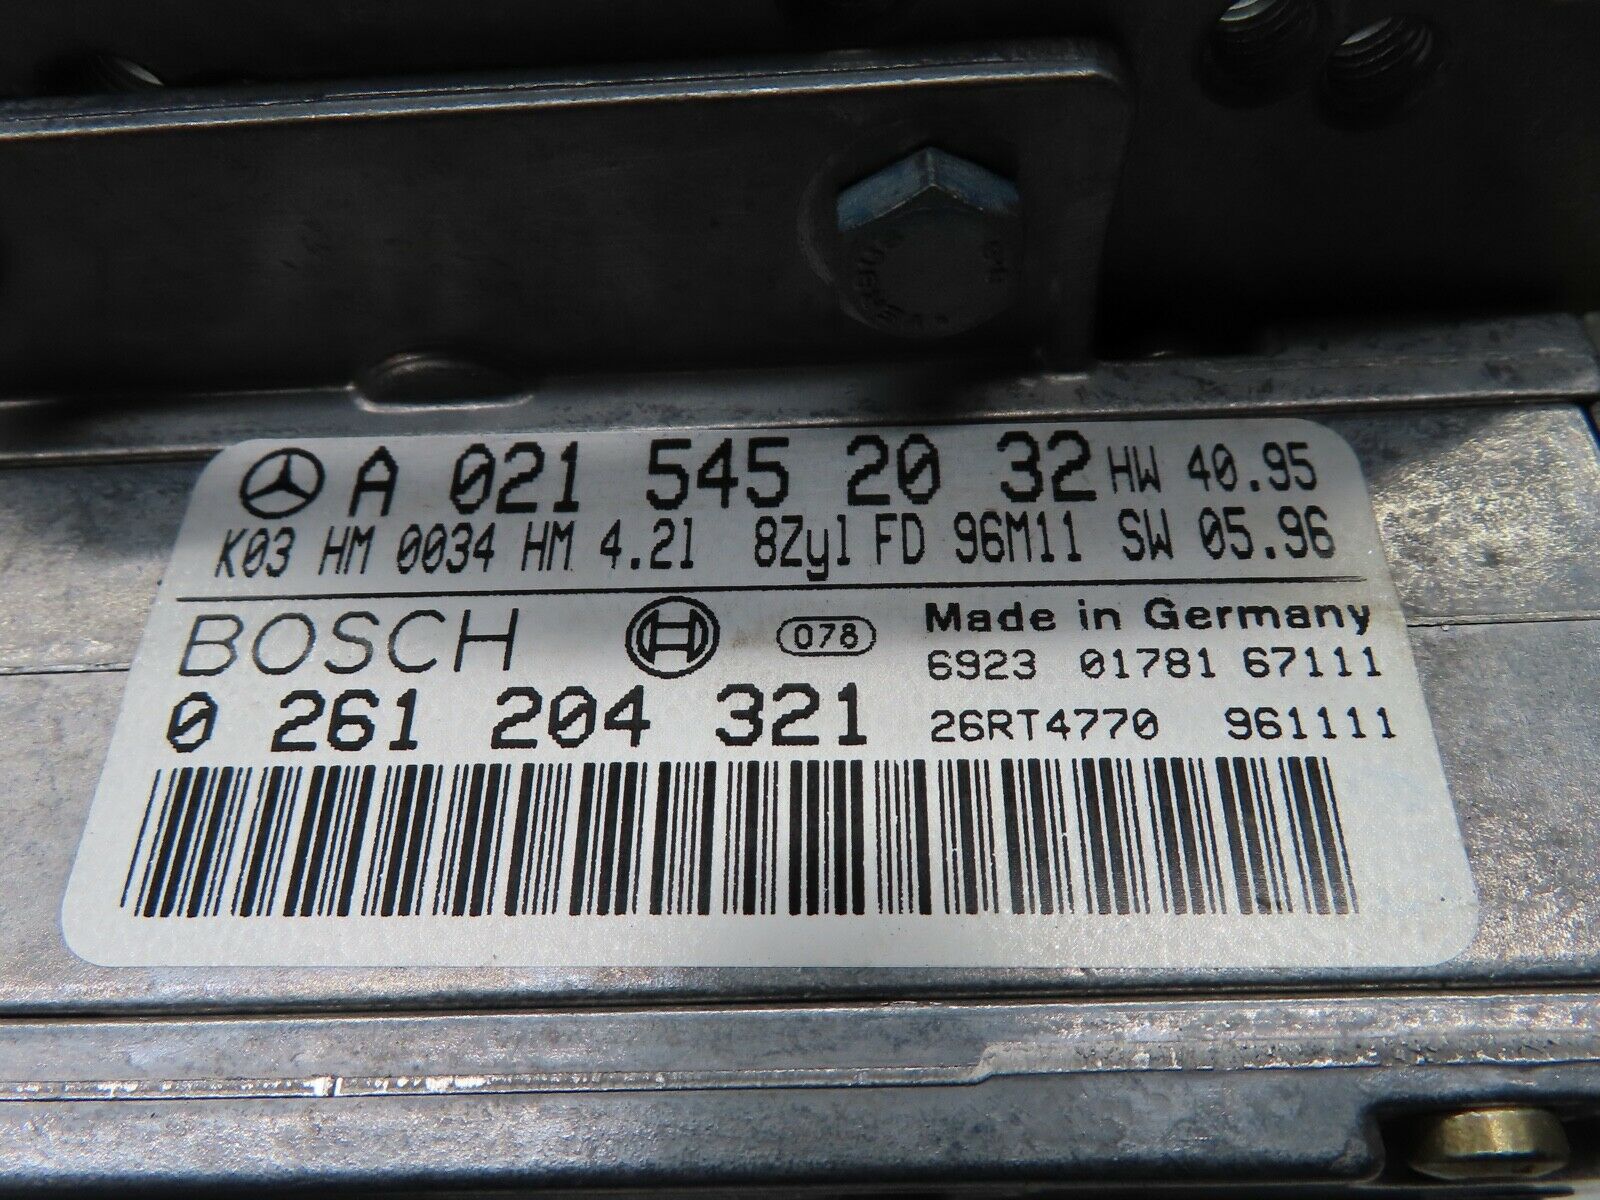 A 021 545 20 32 HW 40.95
K03 HM 0034 HM 4.2l 8Zyl FD 96M11 SW 05.96
BOSCH 078 Made in Germany
6923 01781 67111
0 261 204 321 26RT4770 961111